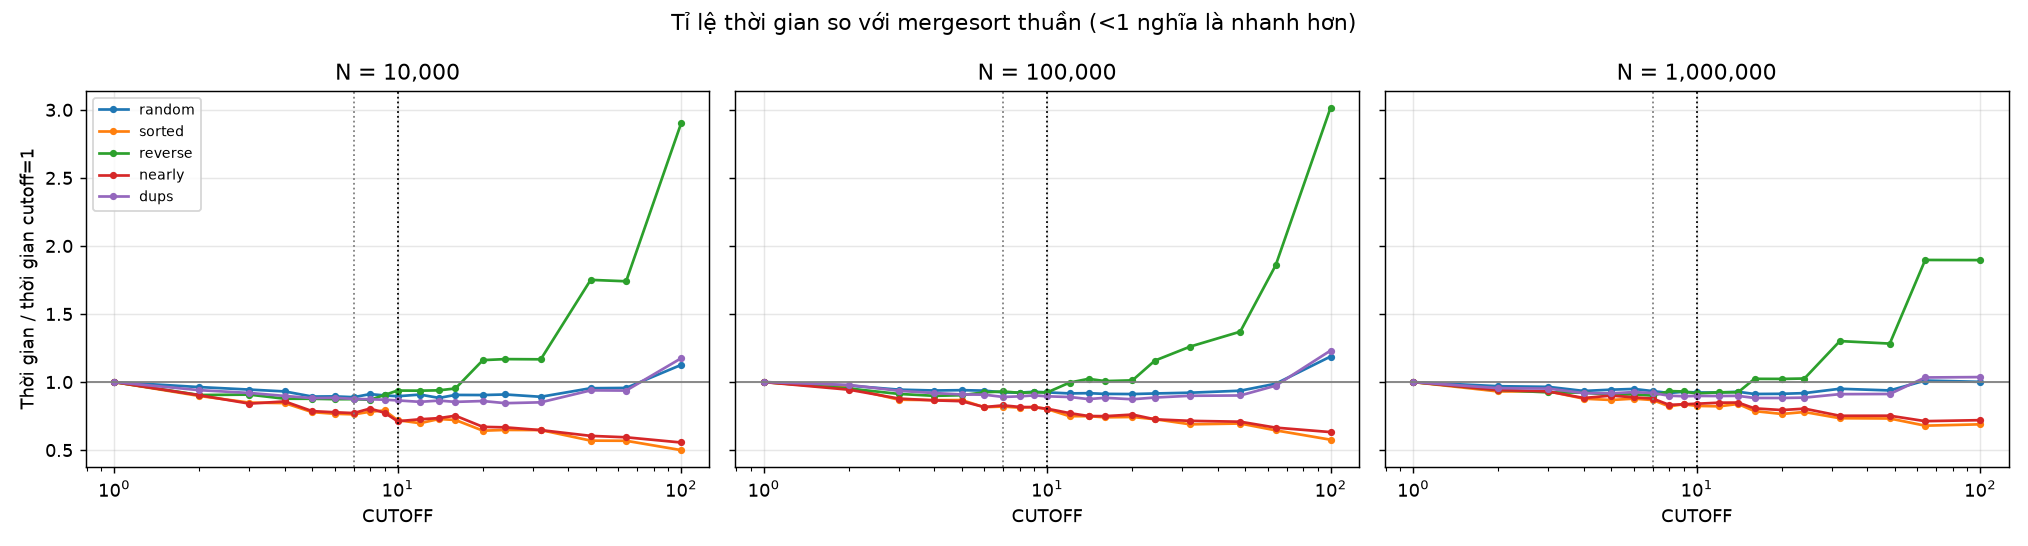 Tỉ lệ thời gian so với mergesort thuần (<1 nghĩa là nhanh hơn)
N = 10,000
N = 100,000
N = 1,000,000
Thời gian / thời gian cutoff=1
3.0
2.5
2.0
1.5
1.0
0.5
random
sorted
reverse
nearly
dups
10⁰ 10¹ 10²
10⁰ 10¹ 10²
10⁰ 10¹ 10²
CUTOFF
CUTOFF
CUTOFF